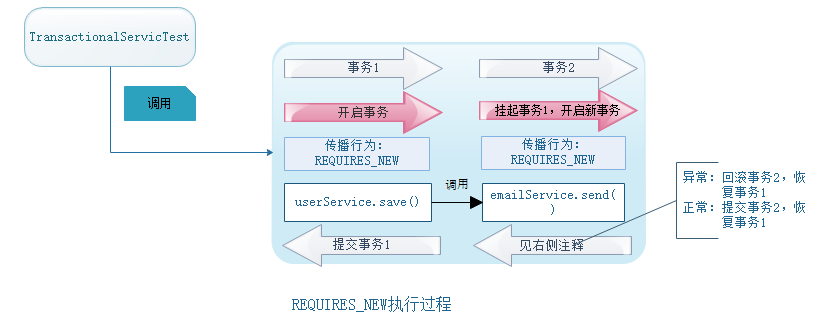 TransactionalServicTest
调用
事务1
事务2
开启事务
挂起事务1，开启新事务
传播行为：
REQUIRES_NEW
传播行为：
REQUIRES_NEW
userService.save()
调用
emailService.send(
)
异常：回滚事务2，恢
复事务1
正常：提交事务2，恢
复事务1
提交事务1
见右侧注释
REQUIRES_NEW执行过程